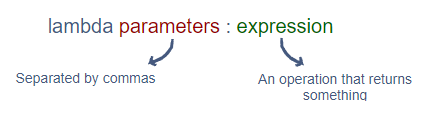 lambda parameters : expression
Separated by commas
An operation that returns
something